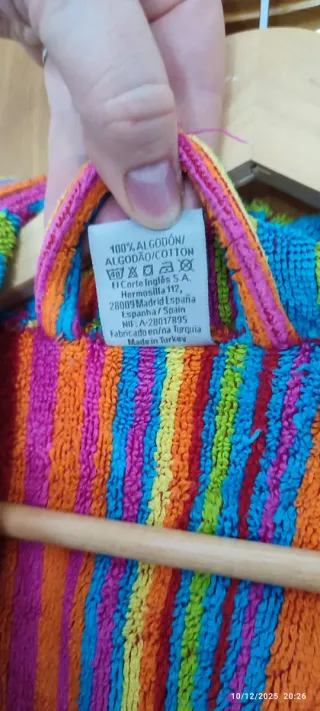 100% ALGODÓN/
ALGODÃO/COTTON
40
El Corte Inglés S.A.
Hermosilla 112,
28009 Madrid España
Espanha / Spain
NIF: A-28017895
Fabricado en/na Turquía
Made in Turkey
10/12/2025 20:26